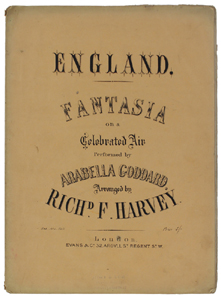 ENGLAND.
FANTASIA
ON A
Celebrated Air
Performed by
ARABELLA GODDARD,
Arranged by
RICHD. F. HARVEY.
London.